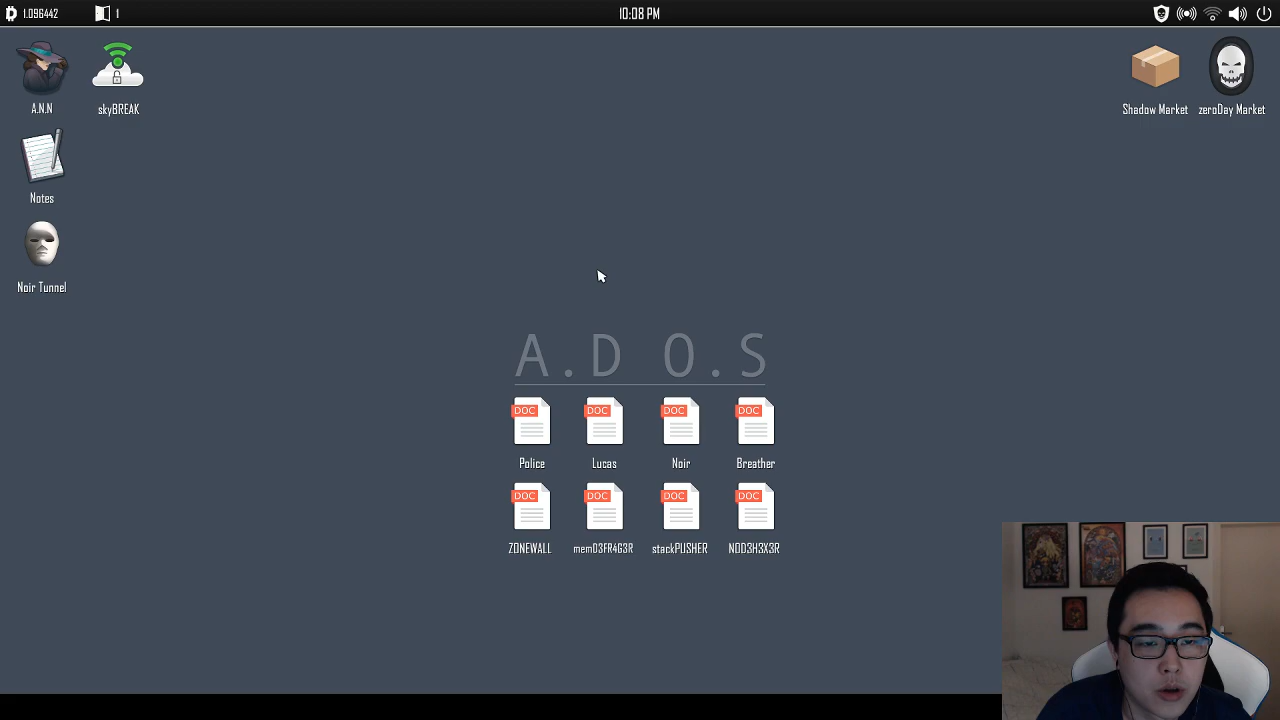 1.096442
1
10:08 PM
A.N.N
skyBREAK
Shadow Market
zeroDay Market
Notes
Noir Tunnel
A.D O.S
DOC
DOC
DOC
DOC
Police
Lucas
Noir
Breather
DOC
DOC
DOC
DOC
ZONEWALL
memD3FR4G3R
stackPUSHER
N0D3H3X3R